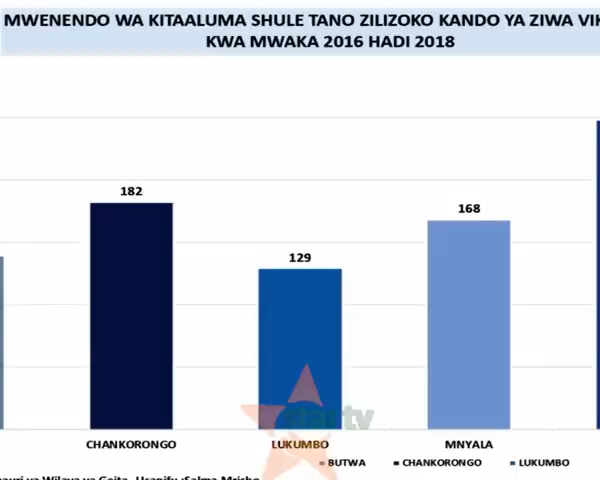 MWENENDO WA KITAALUMA SHULE TANO ZILIZOKO KANDO YA ZIWA
KWA MWAKA 2016 HADI 2018
182
129
168
CHANKORONGO
LUKUMBO
MNYALA
BUTWA
CHANKORONGO
LUKUMBO
ya Wilaya ya Geita